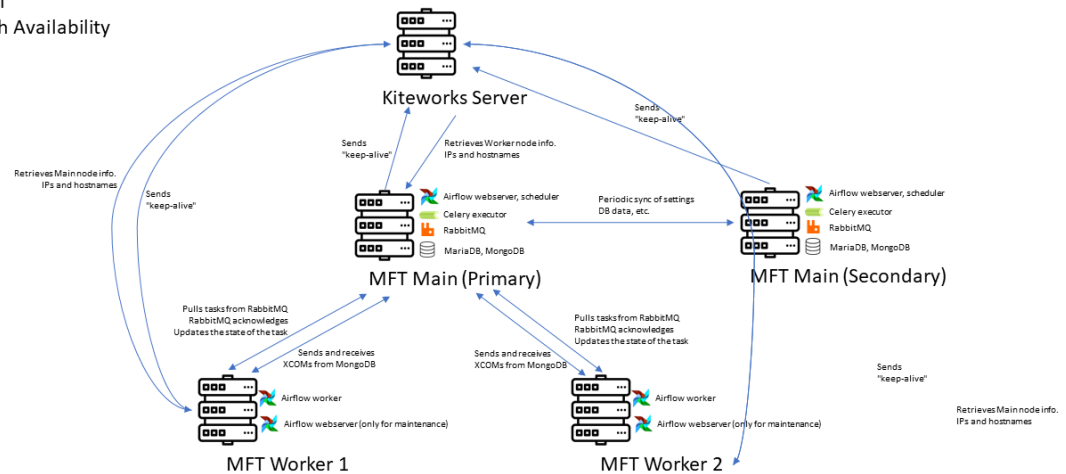 h Availability
Kiteworks Server
Sends
"keep-alive"
Sends
"keep-alive"
Retrieves Worker node info.
IPs and hostnames
Retrieves Main node info.
IPs and hostnames
Sends
"keep-alive"
Airflow webserver, scheduler
Celery executor
RabbitMQ
MariaDB, MongoDB
MFT Main (Primary)
Periodic sync of settings
DB data, etc.
Airflow webserver, scheduler
Celery executor
RabbitMQ
MariaDB, MongoDB
MFT Main (Secondary)
Pulls tasks from RabbitMQ
RabbitMQ acknowledges
Updates the state of the task
Sends and receives
XCOMs from MongoDB
Sends and receives
XCOMs from MongoDB
Pulls tasks from RabbitMQ
RabbitMQ acknowledges
Updates the state of the task
Sends
"keep-alive"
Retrieves Main node info.
IPs and hostnames
Airflow worker
Airflow webserver (only for maintenance)
MFT Worker 1
Airflow worker
Airflow webserver (only for maintenance)
MFT Worker 2